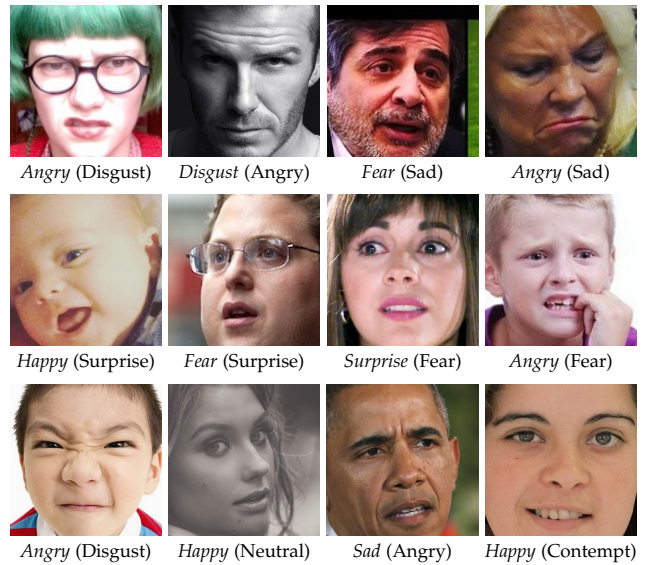 Angry (Disgust) Disgust (Angry) Fear (Sad) Angry (Sad)
Happy (Surprise) Fear (Surprise) Surprise (Fear) Angry (Fear)
Angry (Disgust) Happy (Neutral) Sad (Angry) Happy (Contempt)